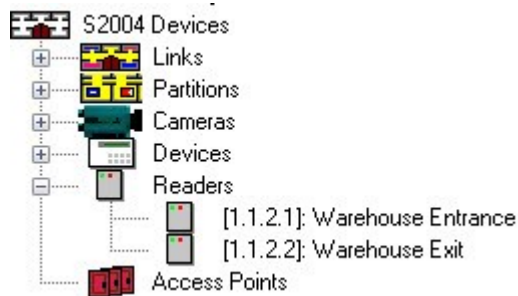 S2004 Devices
Links
Partitions
Cameras
Devices
Readers
[1.1.2.1]: Warehouse Entrance
[1.1.2.2]: Warehouse Exit
Access Points